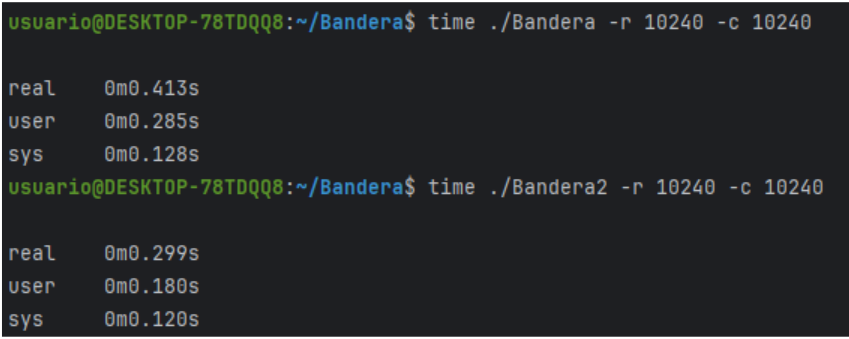 usuario@DESKTOP-78TDQQ8:~/Bandera$ time ./Bandera -r 10240 -c 10240
real 0m0.413s
user 0m0.285s
sys 0m0.128s
usuario@DESKTOP-78TDQQ8:~/Bandera$ time ./Bandera2 -r 10240 -c 10240
real 0m0.299s
user 0m0.180s
sys 0m0.120s